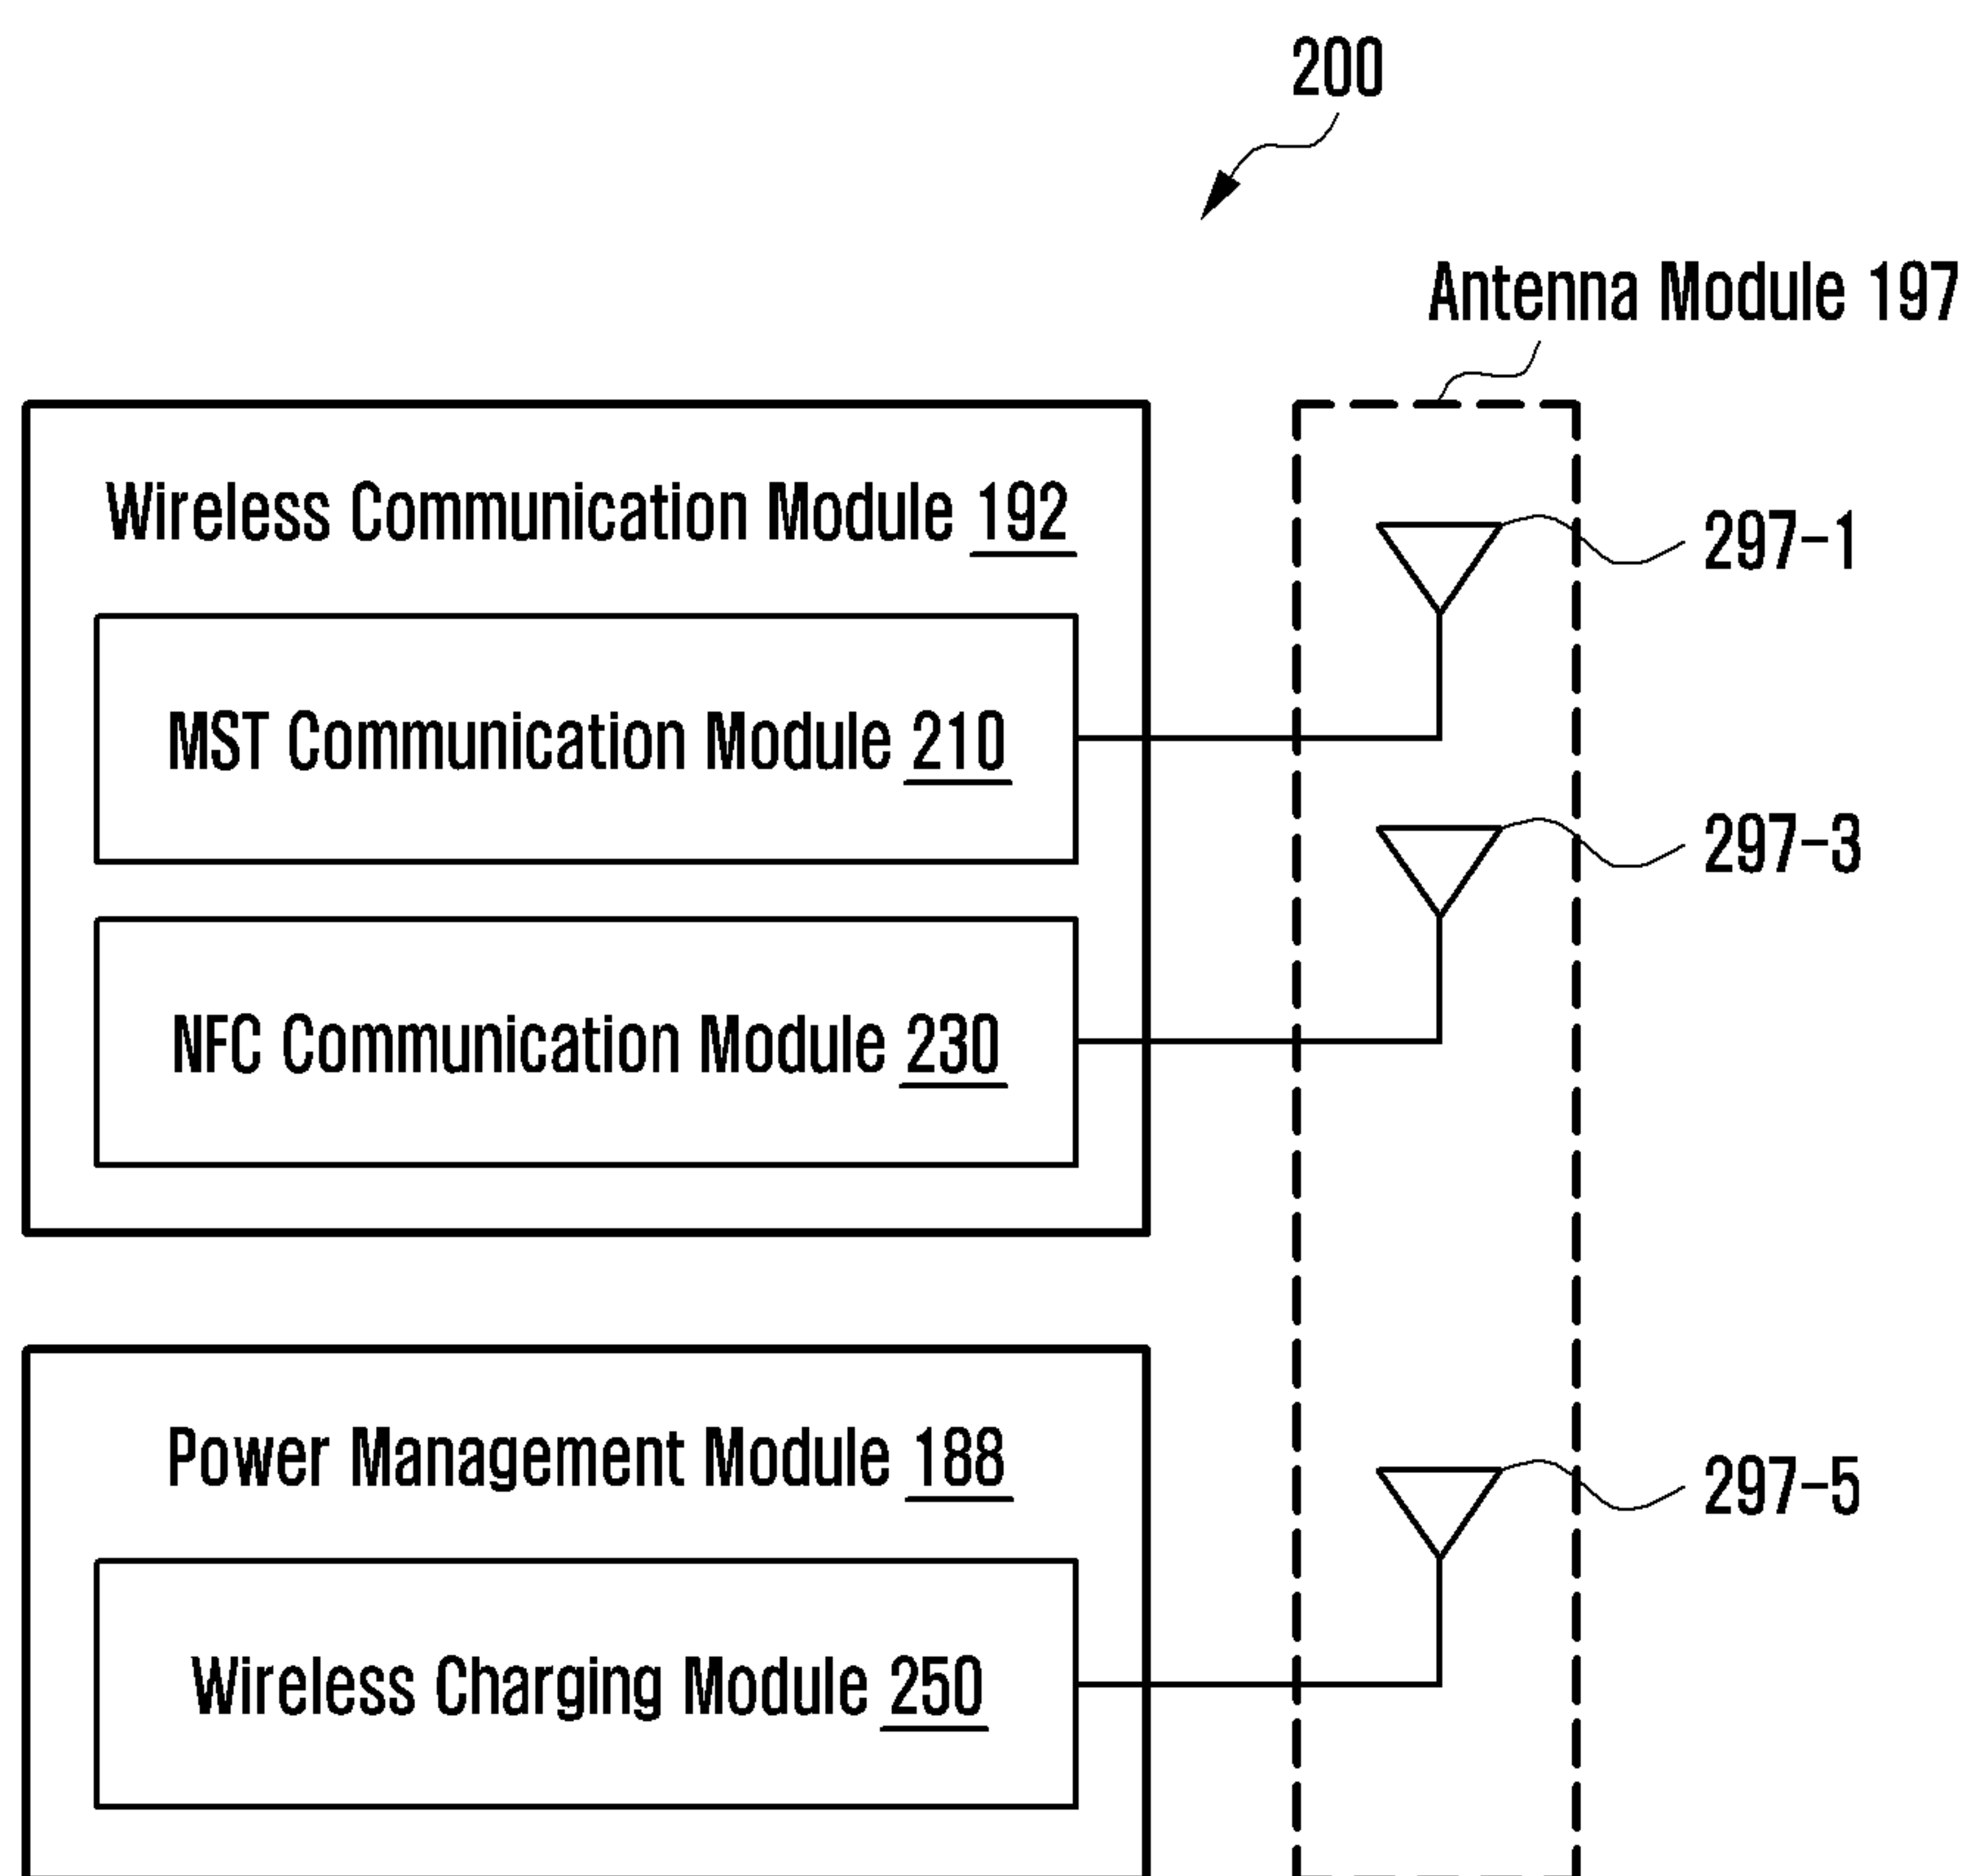 200
Antenna Module 197
Wireless Communication Module 192
297-1
MST Communication Module 210
297-3
NFC Communication Module 230
Power Management Module 188
297-5
Wireless Charging Module 250